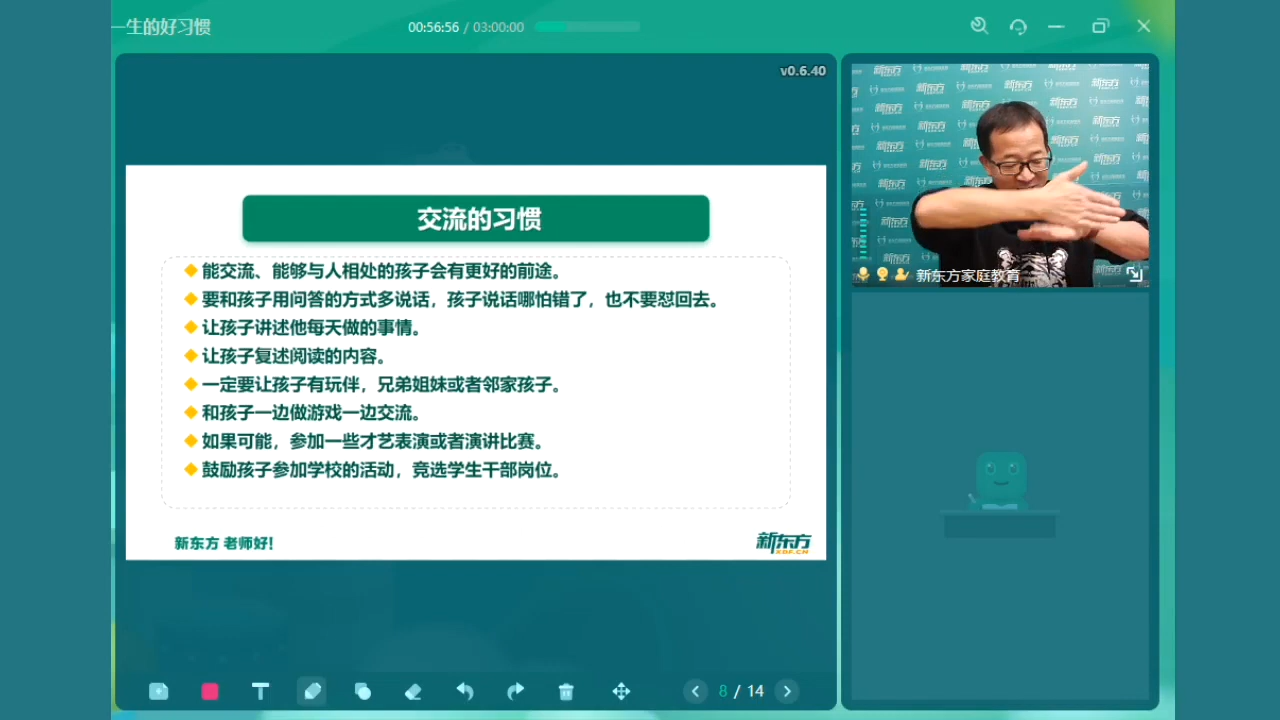 一生的好习惯
00:56:56 / 03:00:00
v0.6.40
交流的习惯
能交流、能够与人相处的孩子会有更好的前途。
要和孩子用问答的方式多说话，孩子说话哪怕错了，也不要怼回去。
让孩子讲述他每天做的事情。
让孩子复述阅读的内容。
一定要让孩子有玩伴，兄弟姐妹或者邻家孩子。
和孩子一边做游戏一边交流。
如果可能，参加一些才艺表演或者演讲比赛。
鼓励孩子参加学校的活动，竞选学生干部岗位。
新东方 老师好!
新东方
XDF.CN
新东方家庭教育
8 / 14